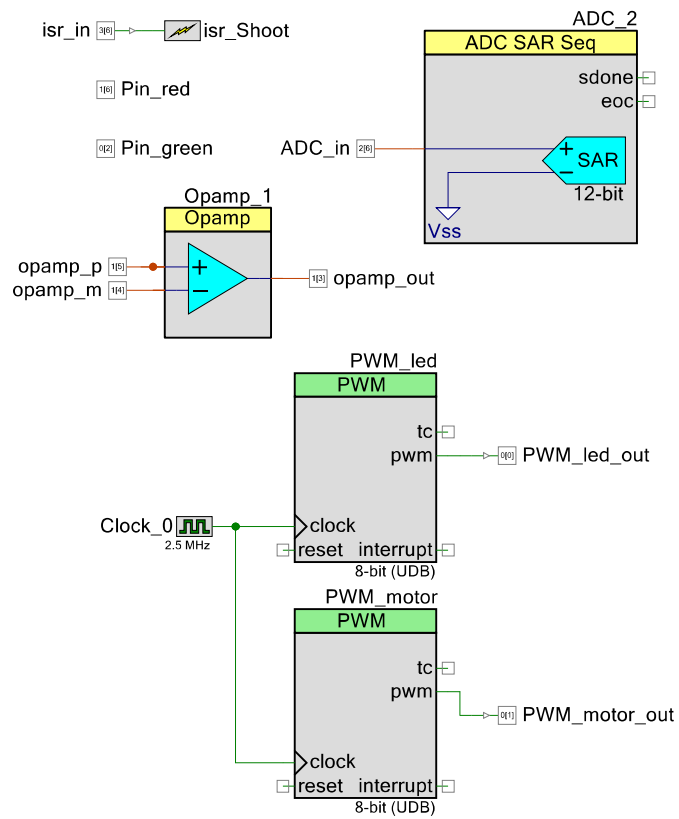 isr_in 3[6] isr_Shoot
ADC_2
ADC SAR Seq
sdone
eoc
1[6] Pin_red
0[2] Pin_green
ADC_in 2[6]
+
SAR
−
12-bit
Vss
Opamp_1
Opamp
opamp_p 1[5] +
1[3] opamp_out
opamp_m 1[4] −
PWM_led
PWM
tc
pwm 0[0] PWM_led_out
Clock_0 clock
2.5 MHz
reset interrupt
8-bit (UDB)
PWM_motor
PWM
tc
pwm
0[1] PWM_motor_out
clock
reset interrupt
8-bit (UDB)